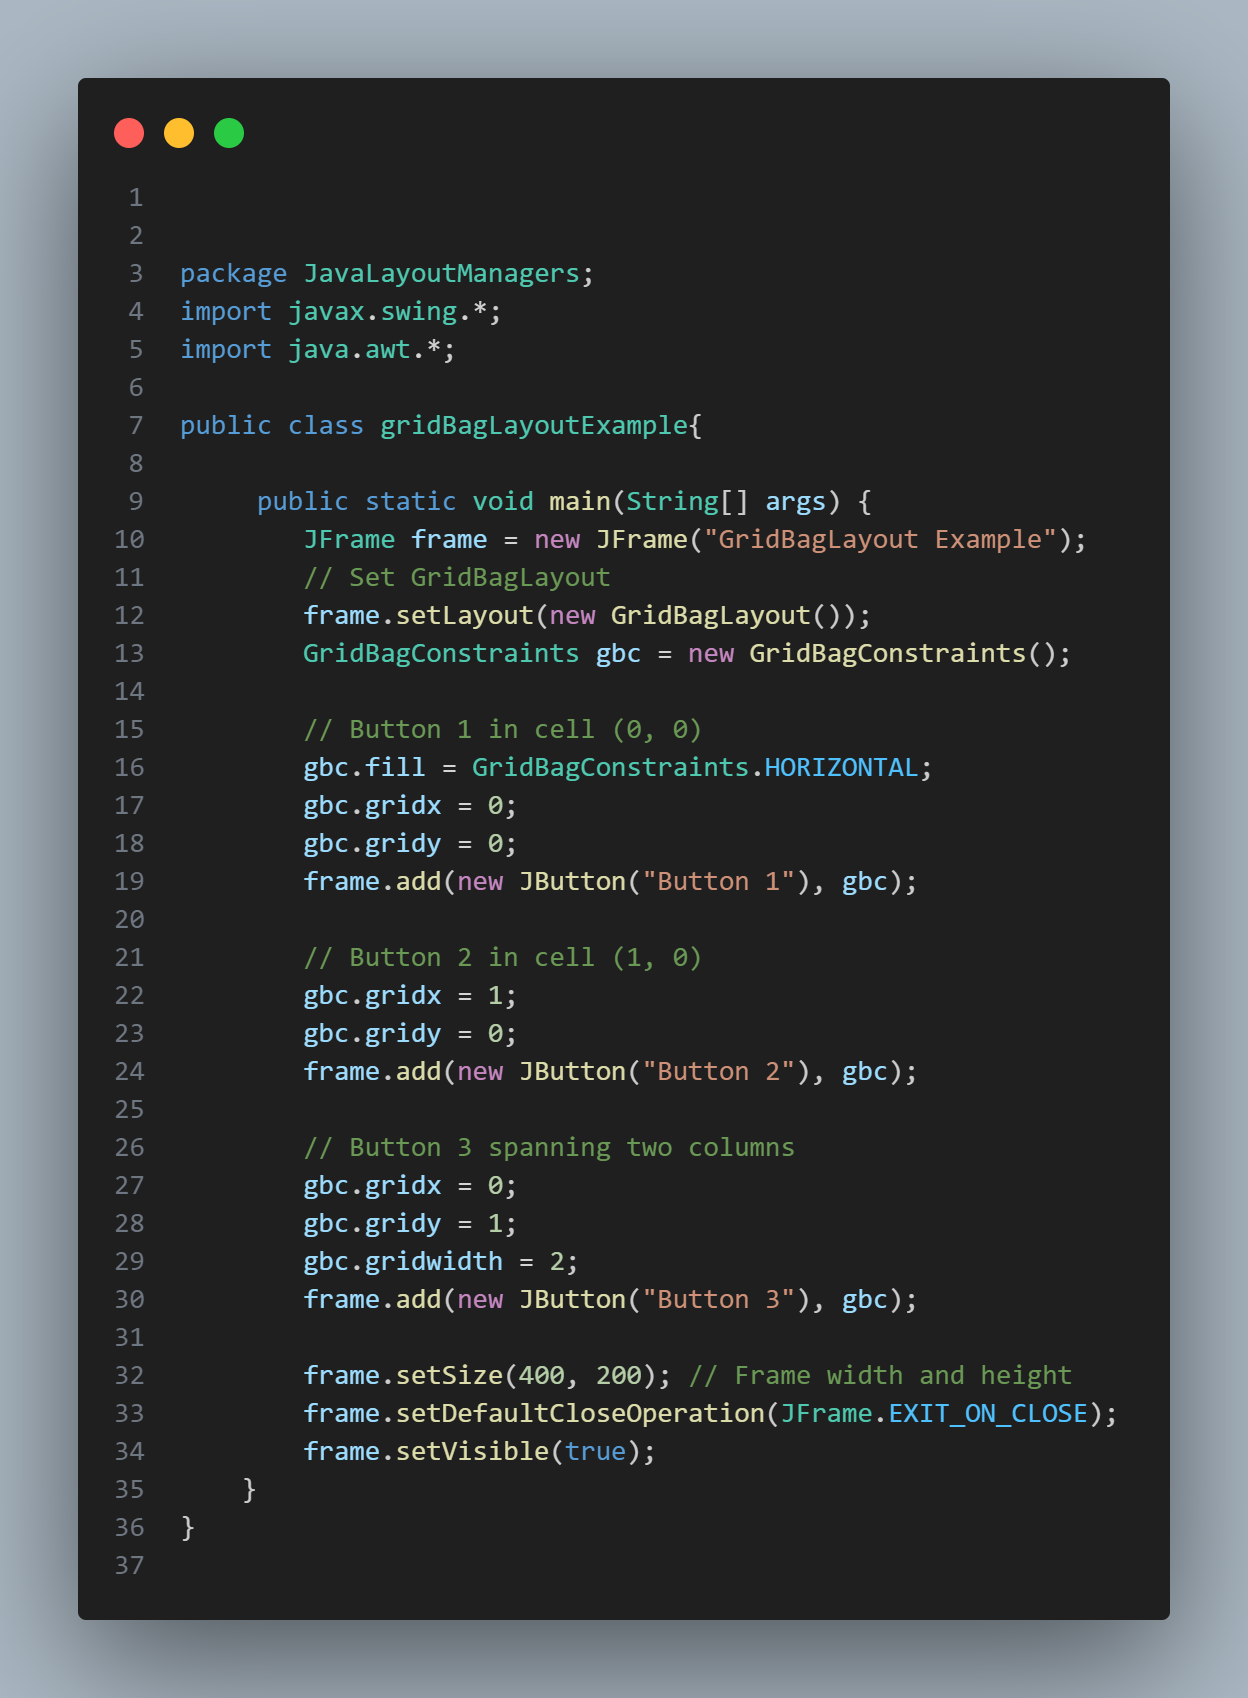 1
2
3 package JavaLayoutManagers;
4 import javax.swing.*;
5 import java.awt.*;
6
7 public class gridBagLayoutExample{
8
9      public static void main(String[] args) {
10         JFrame frame = new JFrame("GridBagLayout Example");
11         // Set GridBagLayout
12         frame.setLayout(new GridBagLayout());
13         GridBagConstraints gbc = new GridBagConstraints();
14
15         // Button 1 in cell (0, 0)
16         gbc.fill = GridBagConstraints.HORIZONTAL;
17         gbc.gridx = 0;
18         gbc.gridy = 0;
19         frame.add(new JButton("Button 1"), gbc);
20
21         // Button 2 in cell (1, 0)
22         gbc.gridx = 1;
23         gbc.gridy = 0;
24         frame.add(new JButton("Button 2"), gbc);
25
26         // Button 3 spanning two columns
27         gbc.gridx = 0;
28         gbc.gridy = 1;
29         gbc.gridwidth = 2;
30         frame.add(new JButton("Button 3"), gbc);
31
32         frame.setSize(400, 200); // Frame width and height
33         frame.setDefaultCloseOperation(JFrame.EXIT_ON_CLOSE);
34         frame.setVisible(true);
35     }
36 }
37